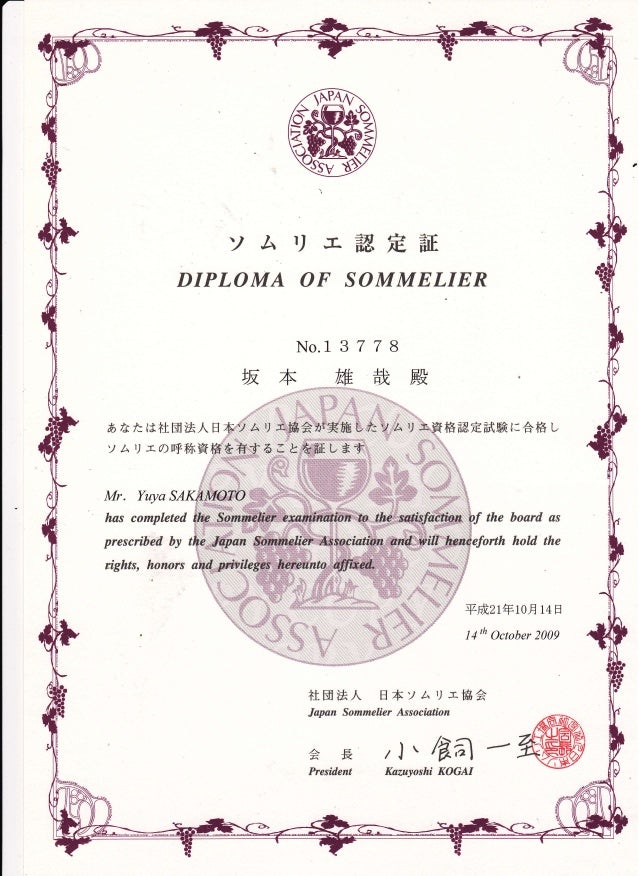 JAPAN SOMMELIER ASSOCIATION
ソムリエ認定証
DIPLOMA OF SOMMELIER
No.13778
坂本 雄哉 殿
あなたは社団法人日本ソムリエ協会が実施したソムリエ資格認定試験に合格し
ソムリエの呼称資格を有することを証します
JAPAN SOMMELIER ASSOCIATION
Mr. Yuya SAKAMOTO
has completed the Sommelier examination to the satisfaction of the board as
prescribed by the Japan Sommelier Association and will henceforth hold the
rights, honors and privileges hereunto affixed.
平成21年10月14日
14th October 2009
社団法人 日本ソムリエ協会
Japan Sommelier Association
会長 小飼一至
President Kazuyoshi KOGAI